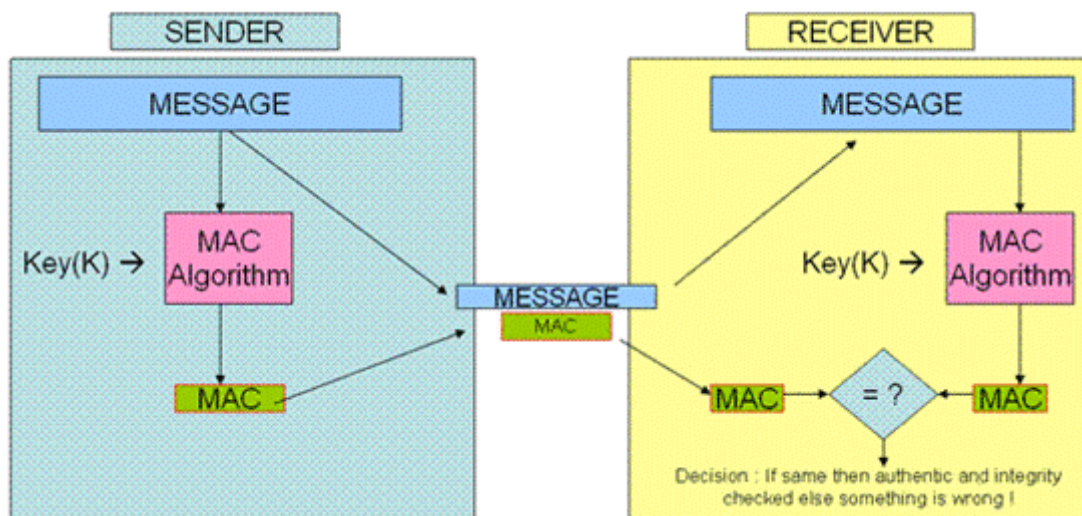 SENDER
MESSAGE
Key(K) →
MAC
Algorithm
MAC
MESSAGE
MAC
RECEIVER
MESSAGE
Key(K) →
MAC
Algorithm
MAC
= ?
MAC
Decision : If same then authentic and integrity
checked else something is wrong !